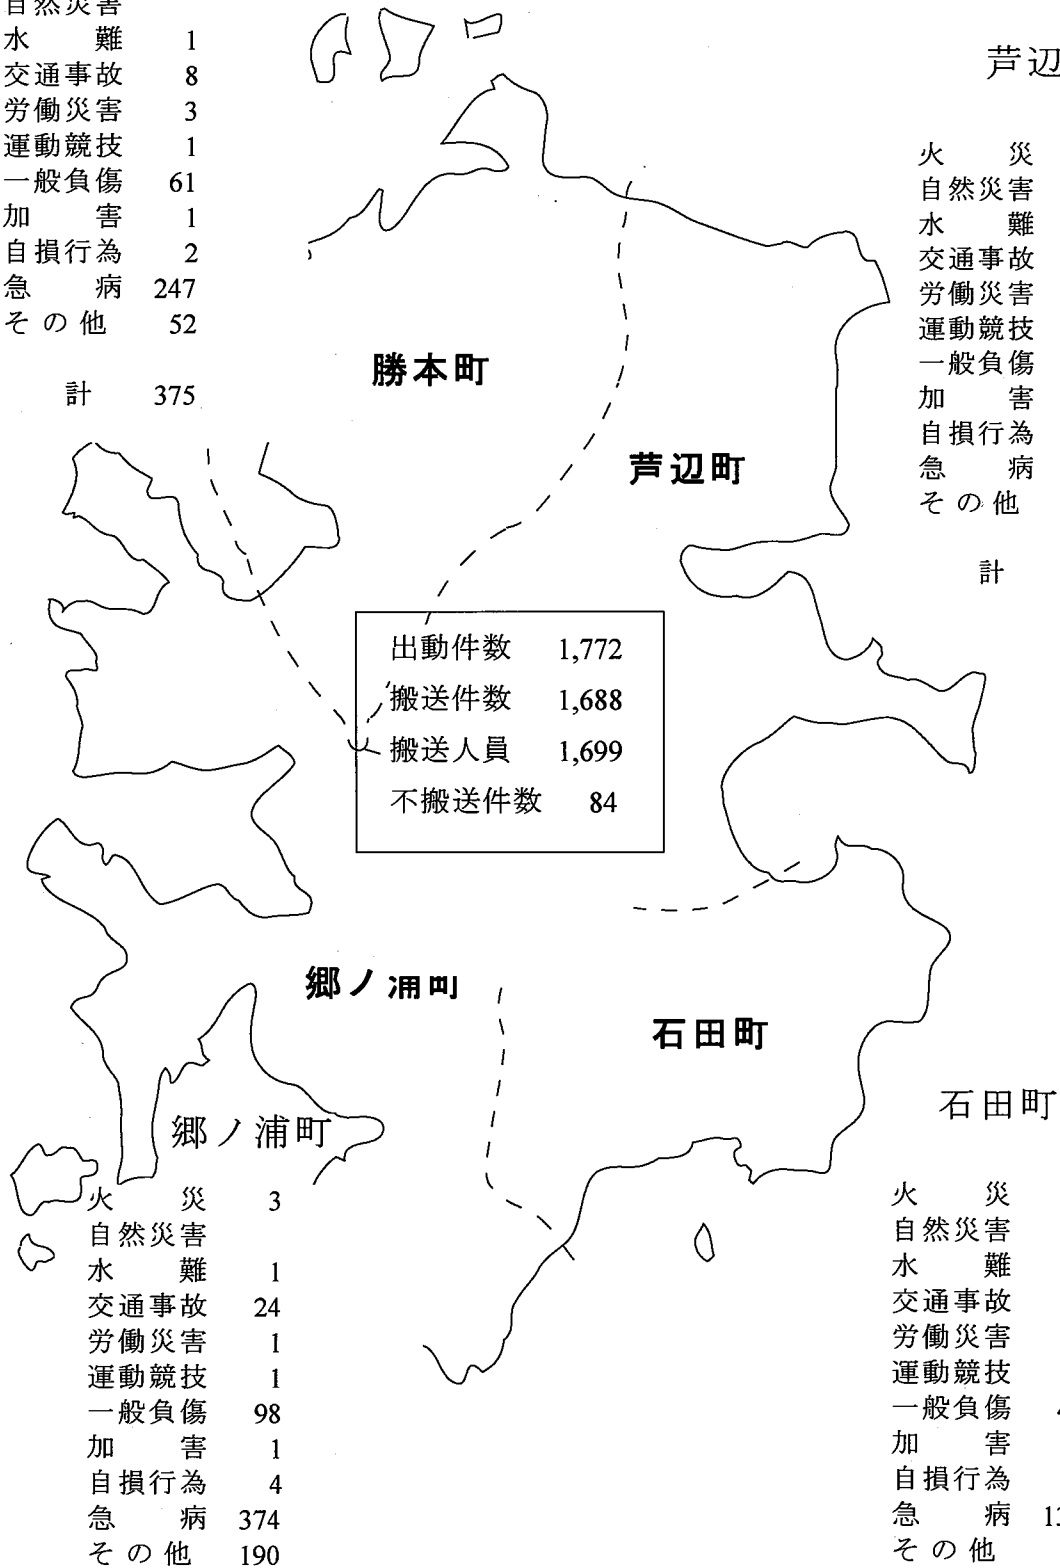 自然災害
水　難 1
交通事故 8
労働災害 3
運動競技 1
一般負傷 61
加　害 1
自損行為 2
急　病 247
その他 52
計 375
芦辺
火　災
自然災害
水　難
交通事故
労働災害
運動競技
一般負傷
加　害
自損行為
急　病
その他
計
勝本町
芦辺町
出動件数 1,772
搬送件数 1,688
搬送人員 1,699
不搬送件数 84
郷ノ浦町
石田町
郷ノ浦町
火　災 3
自然災害
水　難 1
交通事故 24
労働災害 1
運動競技 1
一般負傷 98
加　害 1
自損行為 4
急　病 374
その他 190
石田町
火　災
自然災害
水　難
交通事故
労働災害
運動競技
一般負傷
加　害
自損行為
急　病
その他